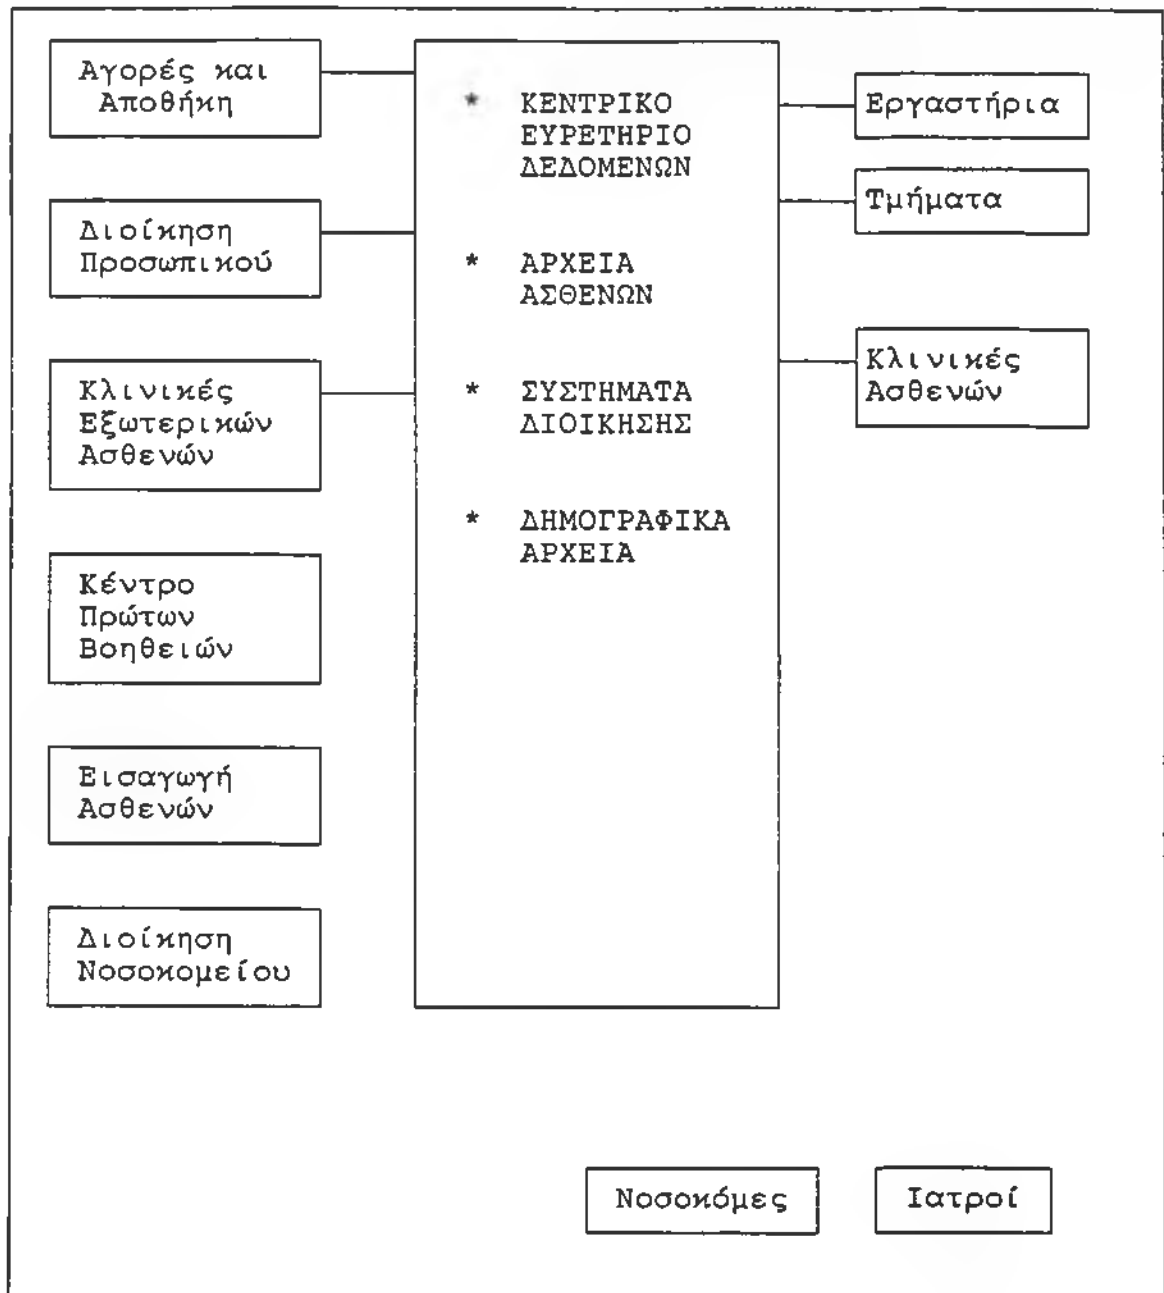 Αγορές και
Αποθήκη
Διοίκηση
Προσωπικού
Κλινικές
Εξωτερικών
Ασθενών
Κέντρο
Πρώτων
Βοηθειών
Εισαγωγή
Ασθενών
Διοίκηση
Νοσοκομείου
* ΚΕΝΤΡΙΚΟ
ΕΥΡΕΤΗΡΙΟ
ΔΕΔΟΜΕΝΩΝ
* ΑΡΧΕΙΑ
ΑΣΘΕΝΩΝ
* ΣΥΣΤΗΜΑΤΑ
ΔΙΟΙΚΗΣΗΣ
* ΔΗΜΟΓΡΑΦΙΚΑ
ΑΡΧΕΙΑ
Εργαστήρια
Τμήματα
Κλινικές
Ασθενών
Νοσοκόμες
Ιατροί